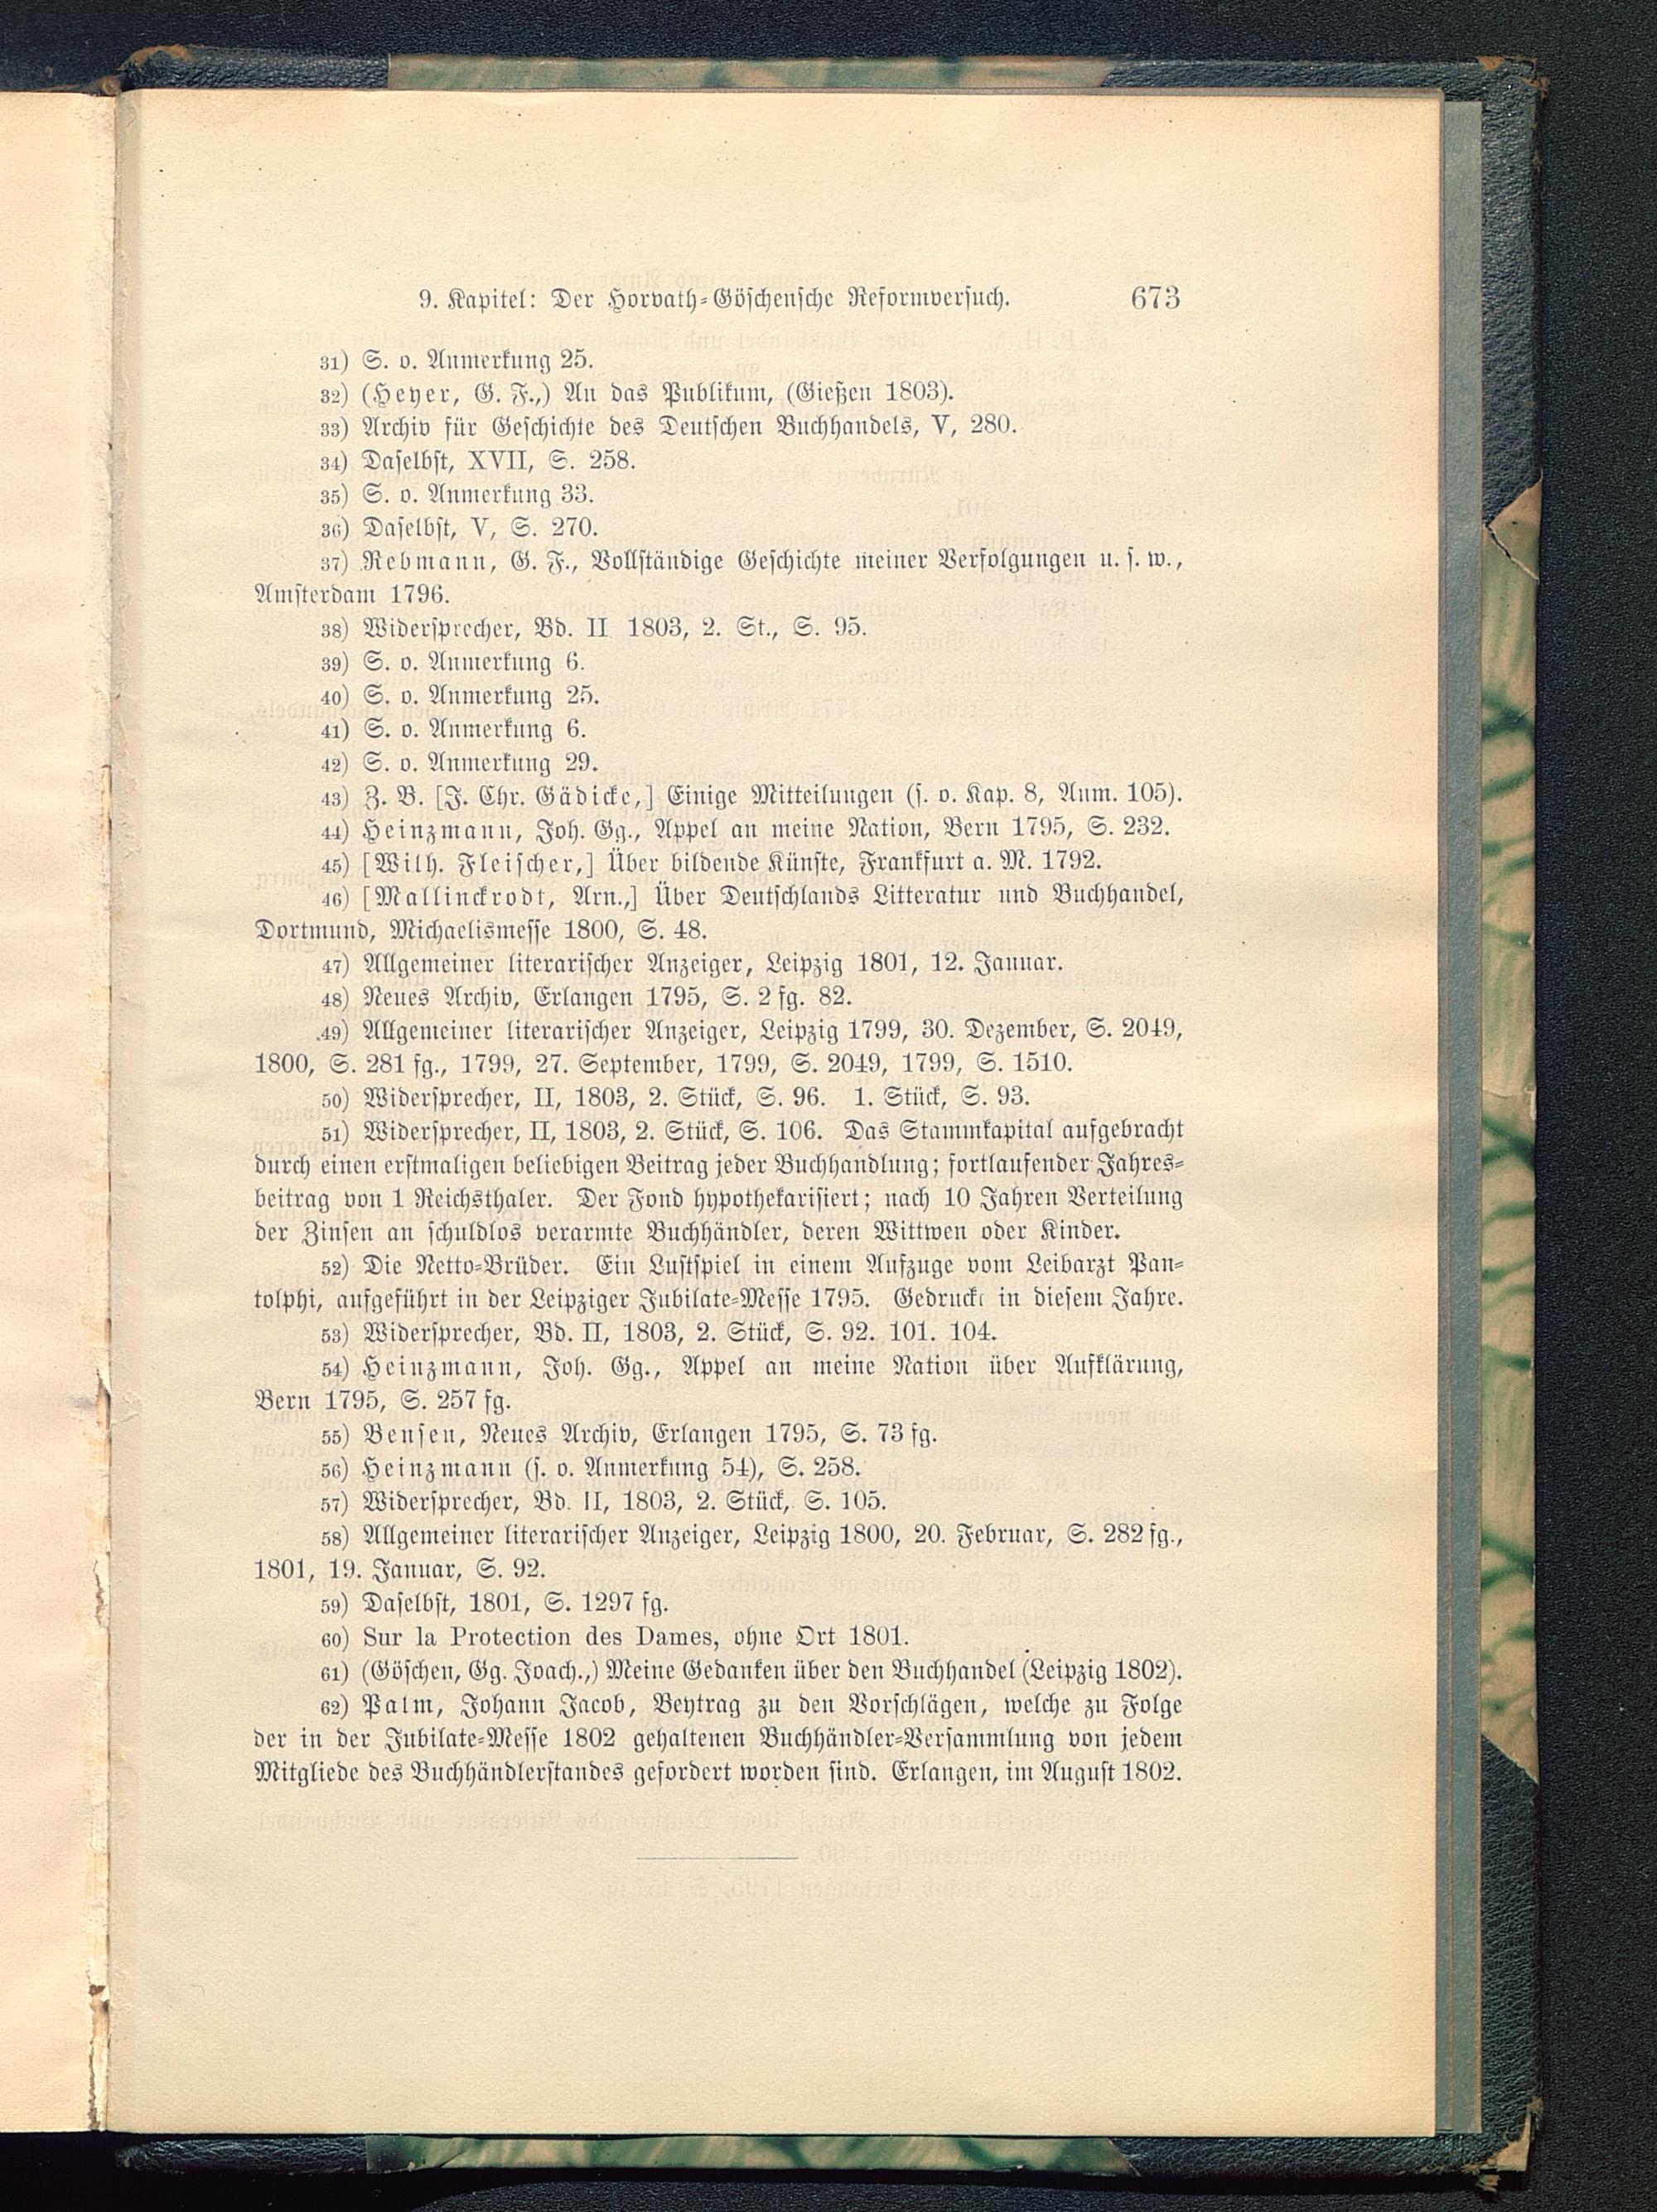 9. Kapitel: Der Horvath-Göschensche Reformversuch. 673
31) S. o. Anmerkung 25.
32) (Heyer, G. F.,) An das Publikum, (Gießen 1803).
33) Archiv für Geschichte des Deutschen Buchhandels, V, 280.
34) Daselbst, XVII, S. 258.
35) S. o. Anmerkung 33.
36) Daselbst, V, S. 270.
37) Rebmann, G. F., Vollständige Geschichte meiner Verfolgungen u. s. w.,
Amsterdam 1796.
38) Widersprecher, Bd. II 1803, 2. St., S. 95.
39) S. o. Anmerkung 6.
40) S. o. Anmerkung 25.
41) S. o. Anmerkung 6.
42) S. o. Anmerkung 29.
43) Z. B. [J. Chr. Gädicke,] Einige Mitteilungen (s. o. Kap. 8, Anm. 105).
44) Heinzmann, Joh. Gg., Appel an meine Nation, Bern 1795, S. 232.
45) [Wilh. Fleischer,] Über bildende Künste, Frankfurt a. M. 1792.
46) [Mallinckrodt, Arn.,] Über Deutschlands Litteratur und Buchhandel,
Dortmund, Michaelismesse 1800, S. 48.
47) Allgemeiner literarischer Anzeiger, Leipzig 1801, 12. Januar.
48) Neues Archiv, Erlangen 1795, S. 2 fg. 82.
49) Allgemeiner literarischer Anzeiger, Leipzig 1799, 30. Dezember, S. 2049,
1800, S. 281 fg., 1799, 27. September, 1799, S. 2049, 1799, S. 1510.
50) Widersprecher, II, 1803, 2. Stück, S. 96. 1. Stück, S. 93.
51) Widersprecher, II, 1803, 2. Stück, S. 106. Das Stammkapital aufgebracht
durch einen erstmaligen beliebigen Beitrag jeder Buchhandlung; fortlaufender Jahres-
beitrag von 1 Reichsthaler. Der Fond hypothekarisiert; nach 10 Jahren Verteilung
der Zinsen an schuldlos verarmte Buchhändler, deren Wittwen oder Kinder.
52) Die Netto-Brüder. Ein Lustspiel in einem Aufzuge vom Leibarzt Pan-
tolphi, aufgeführt in der Leipziger Jubilate-Messe 1795. Gedruckt in diesem Jahre.
53) Widersprecher, Bd. II, 1803, 2. Stück, S. 92. 101. 104.
54) Heinzmann, Joh. Gg., Appel an meine Nation über Aufklärung,
Bern 1795, S. 257 fg.
55) Bensen, Neues Archiv, Erlangen 1795, S. 73 fg.
56) Heinzmann (s. o. Anmerkung 54), S. 258.
57) Widersprecher, Bd. II, 1803, 2. Stück, S. 105.
58) Allgemeiner literarischer Anzeiger, Leipzig 1800, 20. Februar, S. 282 fg.,
1801, 19. Januar, S. 92.
59) Daselbst, 1801, S. 1297 fg.
60) Sur la Protection des Dames, ohne Ort 1801.
61) (Göschen, Gg. Joach.,) Meine Gedanken über den Buchhandel (Leipzig 1802).
62) Palm, Johann Jacob, Beytrag zu den Vorschlägen, welche zu Folge
der in der Jubilate-Messe 1802 gehaltenen Buchhändler-Versammlung von jedem
Mitgliede des Buchhändlerstandes gefordert worden sind. Erlangen, im August 1802.